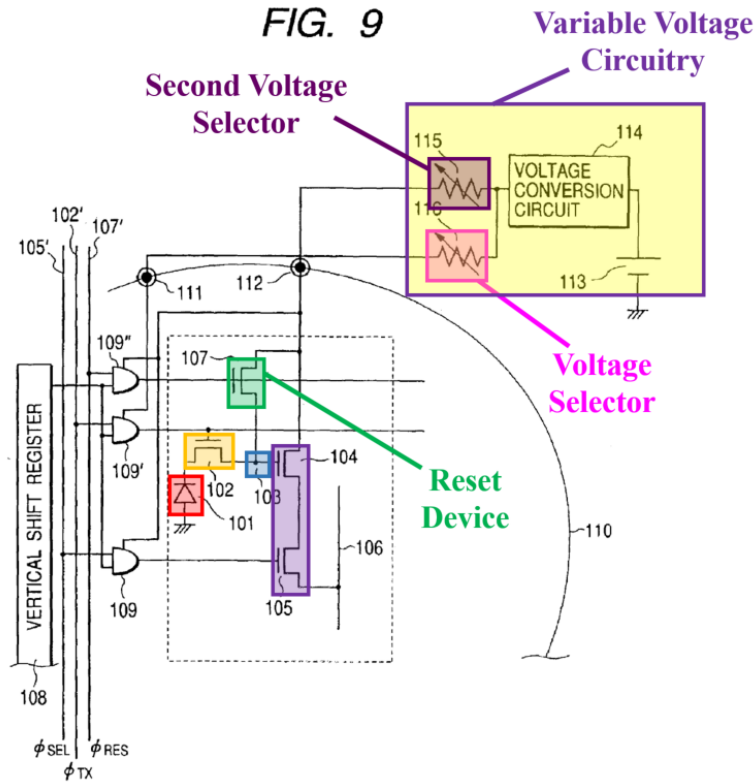 FIG. 9
Variable Voltage
Circuitry
Second Voltage
Selector
115
114
VOLTAGE
CONVERSION
CIRCUIT
116
113
102'
105'
107'
111
112
Voltage
Selector
109"
107
109'
104
102
103
101
Reset
Device
106
110
105
109
VERTICAL SHIFT REGISTER
108
ϕSEL
ϕRES
ϕTX